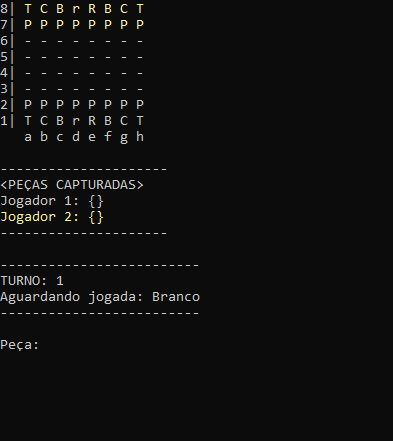 8| T C B r R B C T
7| P P P P P P P P
6| - - - - - - - -
5| - - - - - - - -
4| - - - - - - - -
3| - - - - - - - -
2| P P P P P P P P
1| T C B r R B C T
   a b c d e f g h
---------------------
<PEÇAS CAPTURADAS>
Jogador 1: {}
Jogador 2: {}
---------------------
-------------------------
TURNO: 1
Aguardando jogada: Branco
-------------------------
Peça: